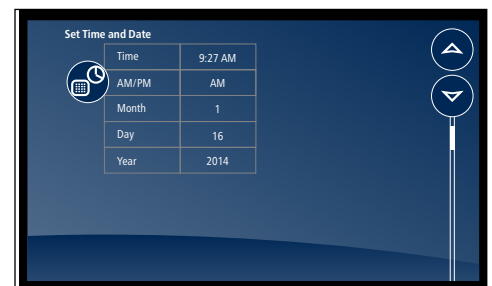 Set Time and Date
Time 9:27 AM
AM/PM AM
Month 1
Day 16
Year 2014